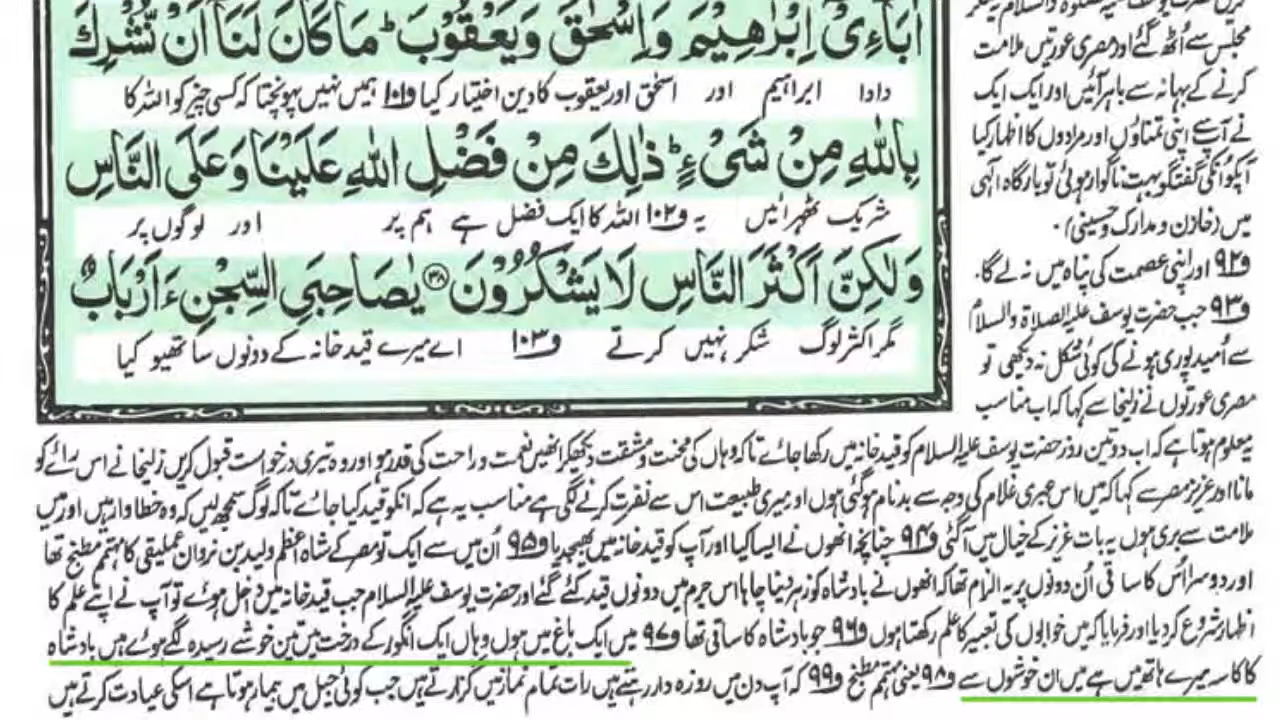 اٰبَآءِیْۤ اِبْرٰهِیْمَ وَاِسْحٰقَ وَیَعْقُوْبَ ؕ مَا كَانَ لَنَاۤ اَنْ نُّشْرِكَ
دادا ابراہیم اور اسحٰق اور یعقوب کا دین اختیار کیا و۱۰۱ ہمیں نہیں پہونچتا کہ کسی چیز کو اللہ کا
بِاللّٰهِ مِنْ شَیْءٍ ؕ ذٰلِكَ مِنْ فَضْلِ اللّٰهِ عَلَیْنَا وَعَلَی النَّاسِ
شریک ٹھہرائیں یہ و۱۰۲ اللہ کا ایک فضل ہے ہم پر اور لوگوں پر
وَلٰكِنَّ اَكْثَرَ النَّاسِ لَا یَشْكُرُوْنَ ﴿۳۸﴾ یٰصَاحِبَیِ السِّجْنِ ءَاَرْبَابٌ
مگر اکثر لوگ شکر نہیں کرتے و۱۰۳ اے میرے قید خانہ کے دونوں ساتھیو کیا
مجلس سے اُٹھ گئے اور مصری عورتیں ملامت
کرنے کے بہانہ سے باہر آئیں اور ایک ایک
نے آپ سے اپنی تمناؤں اور مرادوں کا اظہار کیا
آپکو انکی گفتگو بہت ناگوار ہوئی تو بارگاہ الٰہی
میں (خازن و مدارک و حسینی)۔
و۹۲ اور اپنی عصمت کی پناہ میں نہ لے گا۔
و۹۳ جب حضرت یوسف علیہ الصلاۃ والسلام
سے اُمید پوری ہونے کی کوئی شکل نہ دیکھی تو
مصری عورتوں نے زلیخا سے کہا کہ اب مناسب
یہ معلوم ہوتا ہے کہ اب دو تین روز حضرت یوسف علیہ السلام کو قید خانہ میں رکھا جائے تاکہ وہاں کی محنت و مشقت دیکھکر انھیں نعمت و راحت کی قدر ہو اور وہ تیری درخواست قبول کریں زلیخا نے اس رائے کو
مانا اور عزیز مصر سے کہا کہ میں اس عبری غلام کی وجہ سے بدنام ہو گئی ہوں اور میری طبیعت اس سے نفرت کرنے لگی ہے مناسب یہ ہے کہ انکو قید کیا جائے تاکہ لوگ سمجھ لیں کہ وہ خطاوار ہیں اور میں
ملامت سے بری ہوں یہ بات عزیز کے خیال میں آگئی و۹۴ چنانچہ انھوں نے ایسا کیا اور آپ کو قید خانہ میں بھیجدیا و۹۵ اُن میں سے ایک تو مصر کے شاہ اعظم ولید بن نروان عملیقی کا مہتمم مطبخ تھا
اور دوسرا اُس کا ساقی اُن دونوں پر یہ الزام تھا کہ انھوں نے بادشاہ کو زہر دینا چاہا اس جرم میں دونوں قید کئے گئے اور حضرت یوسف علیہ السلام جب قید خانہ میں داخل ہوئے تو آپ نے اپنے علم کا
اظہار شروع کر دیا اور فرمایا کہ میں خوابوں کی تعبیر کا علم رکھتا ہوں و۹۶ جو بادشاہ کا ساقی تھا و۹۷ میں ایک باغ میں ہوں وہاں ایک انگور کے درخت میں تین خوشے رسیدہ لگے ہوئے ہیں بادشاہ
کا کاسہ میرے ہاتھ میں ہے میں ان خوشوں سے و۹۸ یعنی مہتمم مطبخ و۹۹ کہ آپ دن میں روزہ دار رہتے ہیں رات تمام نماز میں گزارتے ہیں جب کوئی جیل میں بیمار ہوتا ہے اسکی عیادت کرتے ہیں